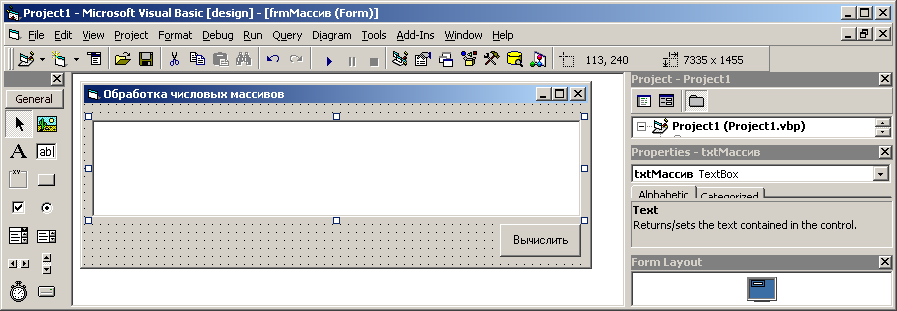 Project1 - Microsoft Visual Basic [design] - [frmМассив (Form)]
File Edit View Project Format Debug Run Query Diagram Tools Add-Ins Window Help
113, 240 7335 x 1455
General
A ab
xv
Обработка числовых массивов
Вычислить
Project - Project1
Project1 (Project1.vbp)
Properties - txtМассив
txtМассив TextBox
Alphabetic Categorized
Text
Returns/sets the text contained in the control.
Form Layout